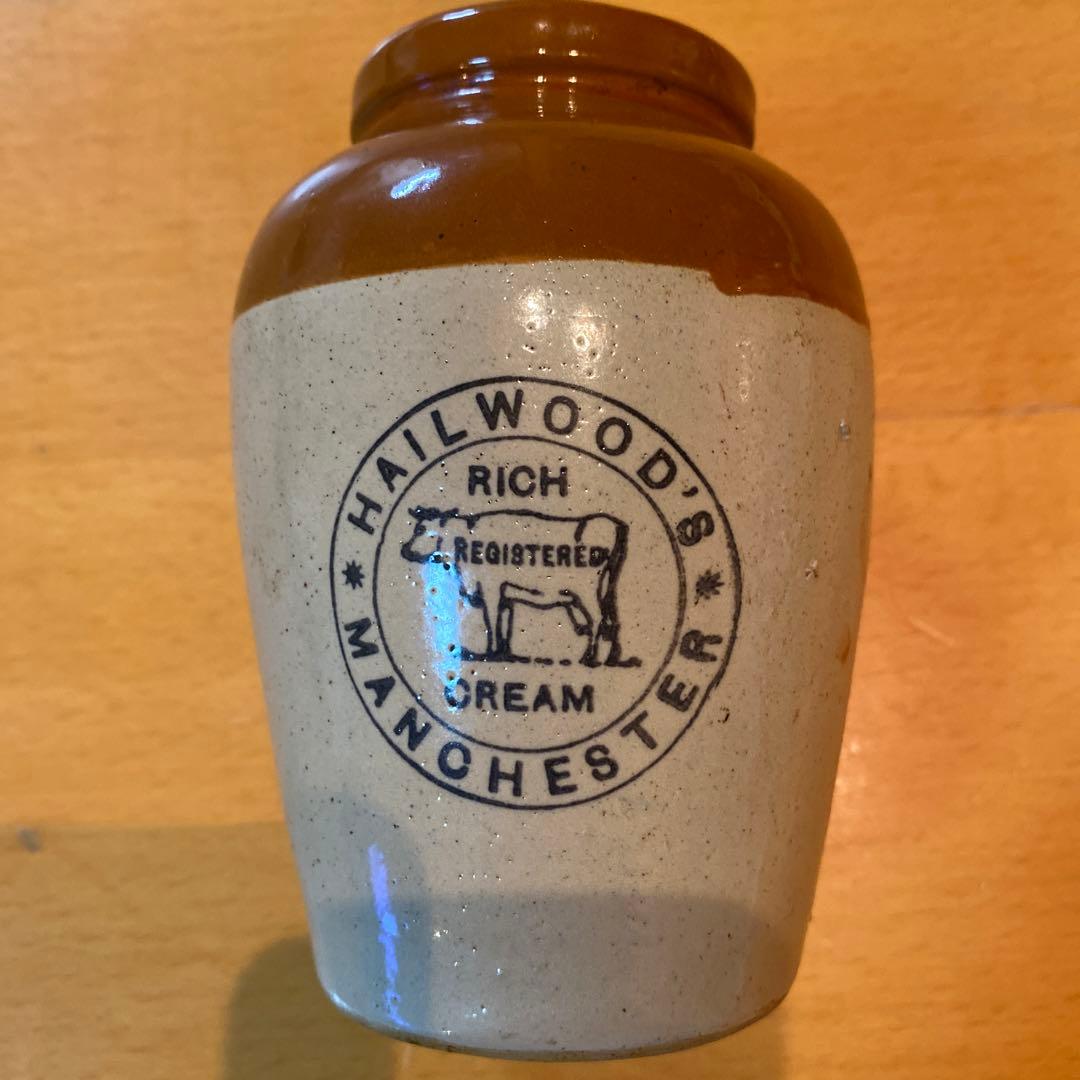 HAILWOOD'S
RICH
REGISTERED
CREAM
* MANCHESTER *